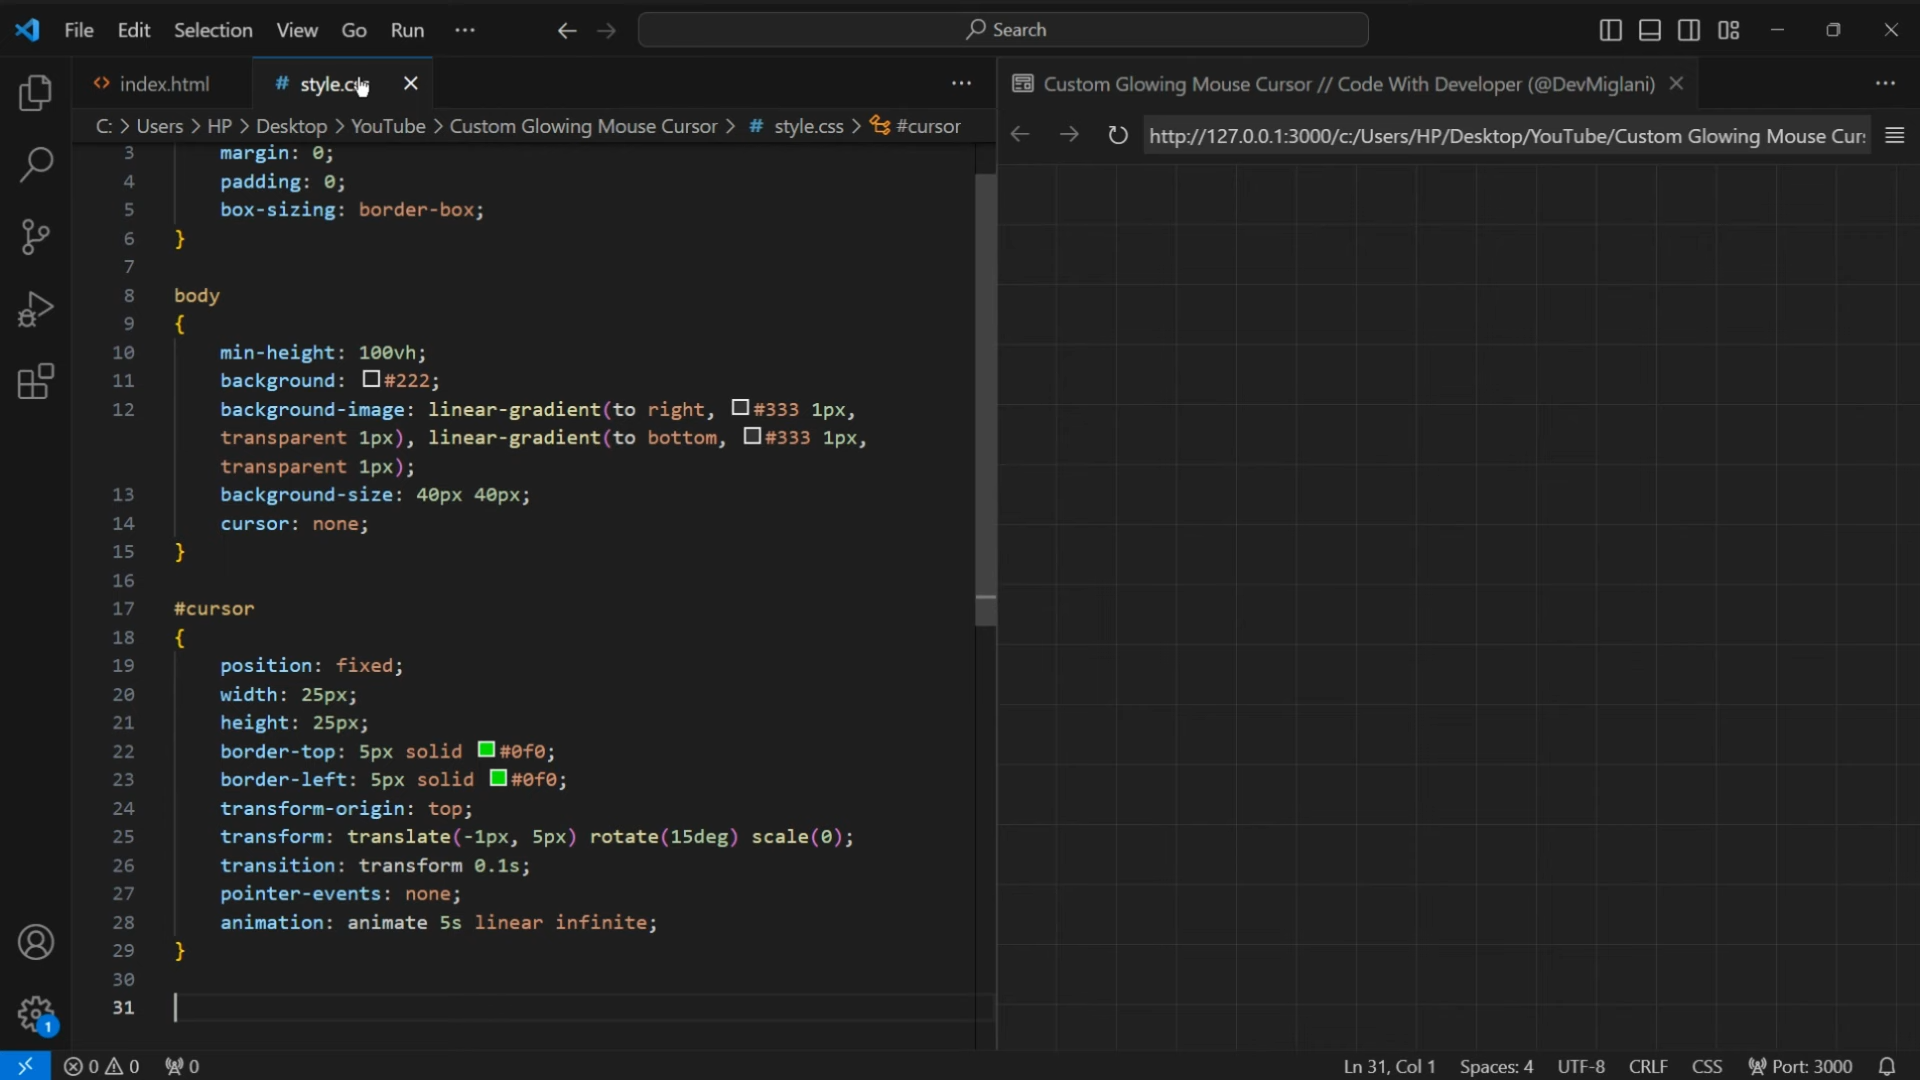 File Edit Selection View Go Run ··· Search
index.html # style.css
C: > Users > HP > Desktop > YouTube > Custom Glowing Mouse Cursor > # style.css > #cursor
3 margin: 0;
4 padding: 0;
5 box-sizing: border-box;
6 }
7
8 body
9 {
10 min-height: 100vh;
11 background: #222;
12 background-image: linear-gradient(to right, #333 1px,
transparent 1px), linear-gradient(to bottom, #333 1px,
transparent 1px);
13 background-size: 40px 40px;
14 cursor: none;
15 }
16
17 #cursor
18 {
19 position: fixed;
20 width: 25px;
21 height: 25px;
22 border-top: 5px solid #0f0;
23 border-left: 5px solid #0f0;
24 transform-origin: top;
25 transform: translate(-1px, 5px) rotate(15deg) scale(0);
26 transition: transform 0.1s;
27 pointer-events: none;
28 animation: animate 5s linear infinite;
29 }
30
31
Custom Glowing Mouse Cursor // Code With Developer (@DevMiglani)
http://127.0.0.1:3000/c:/Users/HP/Desktop/YouTube/Custom Glowing Mouse Cur
1
0 0 0 Ln 31, Col 1 Spaces: 4 UTF-8 CRLF CSS Port: 3000